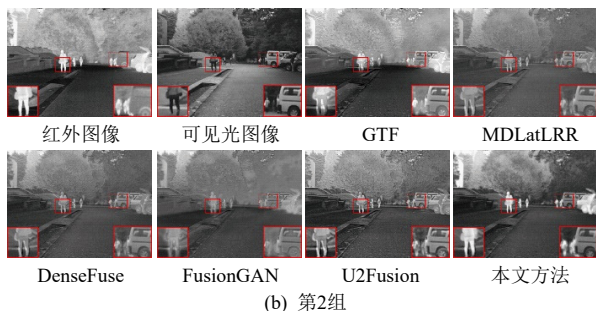 红外图像 可见光图像 GTF MDLatLRR
DenseFuse FusionGAN U2Fusion 本文方法
(b) 第2组